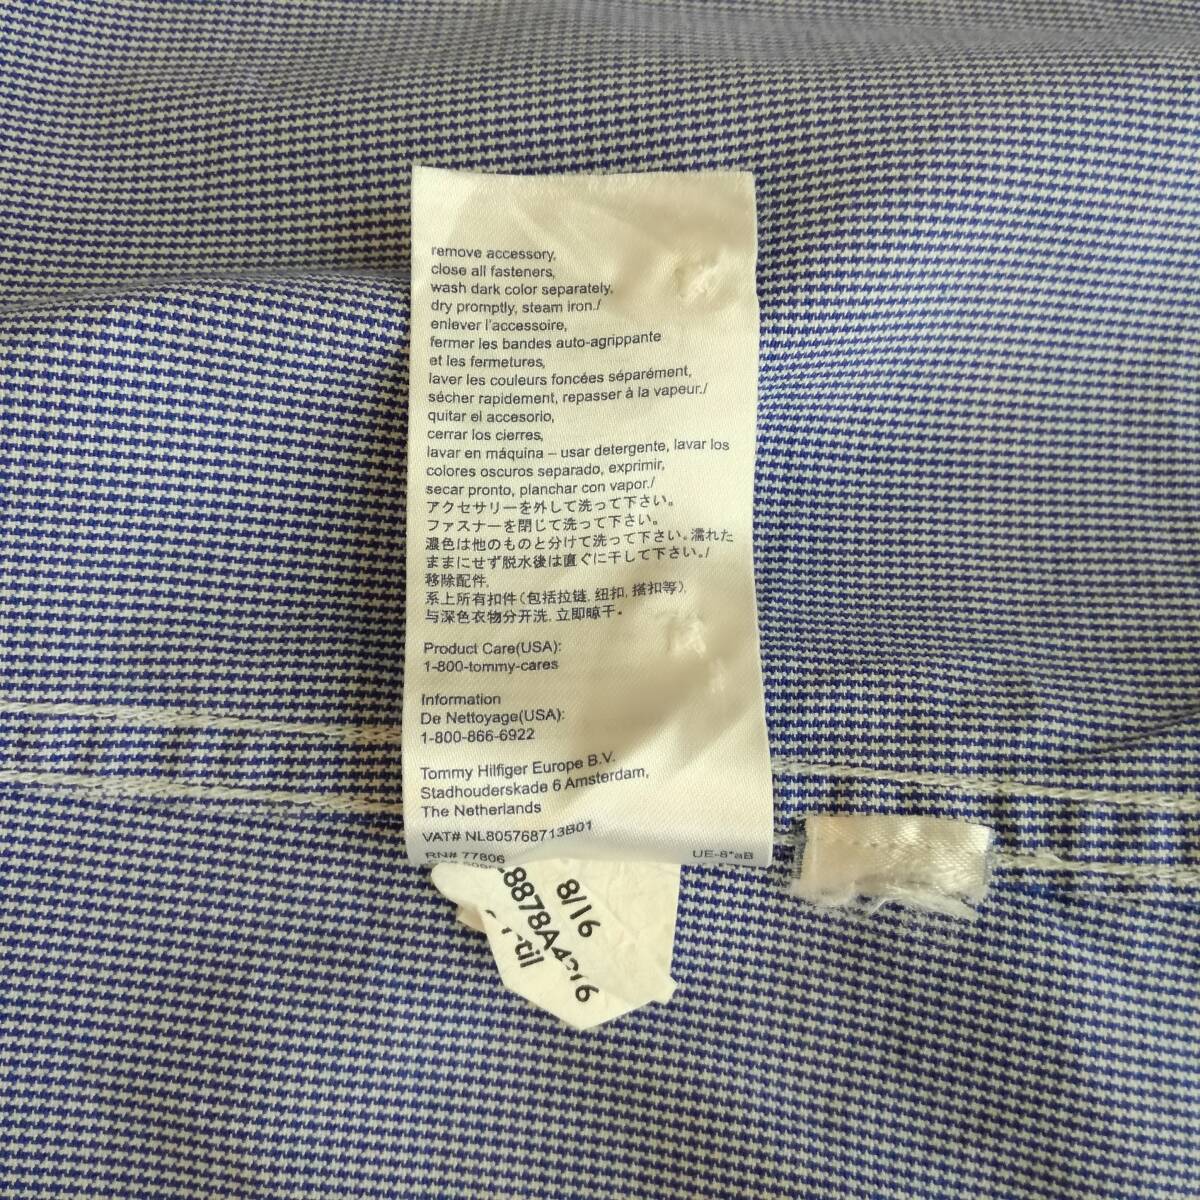 remove accessory,
close all fasteners,
wash dark color separately,
dry promptly, steam iron./
enlever l'accessoire,
fermer les bandes auto-agrippante
et les fermetures,
laver les couleurs foncées séparément,
sécher rapidement, repasser à la vapeur./
quitar el accesorio,
cerrar los cierres,
lavar en máquina – usar detergente, lavar los
colores oscuros separado, exprimir,
secar pronto, planchar con vapor./
アクセサリーを外して洗って下さい。
ファスナーを閉じて洗って下さい。
濃色は他のものと分けて洗って下さい。濡れた
ままにせず脱水後は直ぐに干して下さい。/
移除配件,
系上所有扣件(包括拉链, 纽扣, 搭扣等),
与深色衣物分开洗, 立即晾干。
Product Care(USA):
1-800-tommy-cares
Information
De Nettoyage(USA):
1-800-866-6922
Tommy Hilfiger Europe B.V.
Stadhouderskade 6 Amsterdam,
The Netherlands
VAT# NL805768713B01
RN# 77806
UE-8*aB
8/16